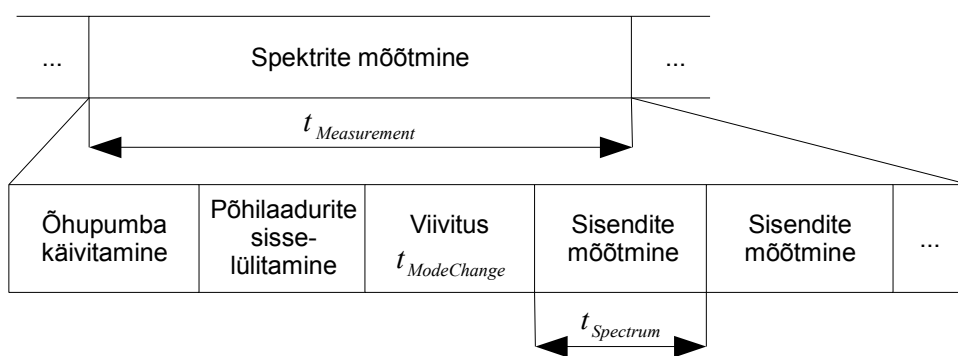 ...
Spektrite mõõtmine
...
t Measurement
Õhupumba
käivitamine
Põhilaadurite
sisse-
lülitamine
Viivitus
t ModeChange
Sisendite
mõõtmine
Sisendite
mõõtmine
...
t Spectrum